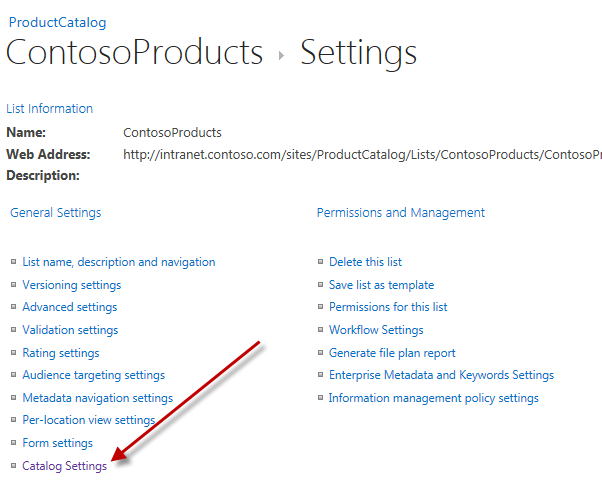 ProductCatalog
ContosoProducts ▸ Settings
List Information
Name: ContosoProducts
Web Address: http://intranet.contoso.com/sites/ProductCatalog/Lists/ContosoProducts/ContosoPr
Description:
General Settings
List name, description and navigation
Versioning settings
Advanced settings
Validation settings
Rating settings
Audience targeting settings
Metadata navigation settings
Per-location view settings
Form settings
Catalog Settings
Permissions and Management
Delete this list
Save list as template
Permissions for this list
Workflow Settings
Generate file plan report
Enterprise Metadata and Keywords Settings
Information management policy settings